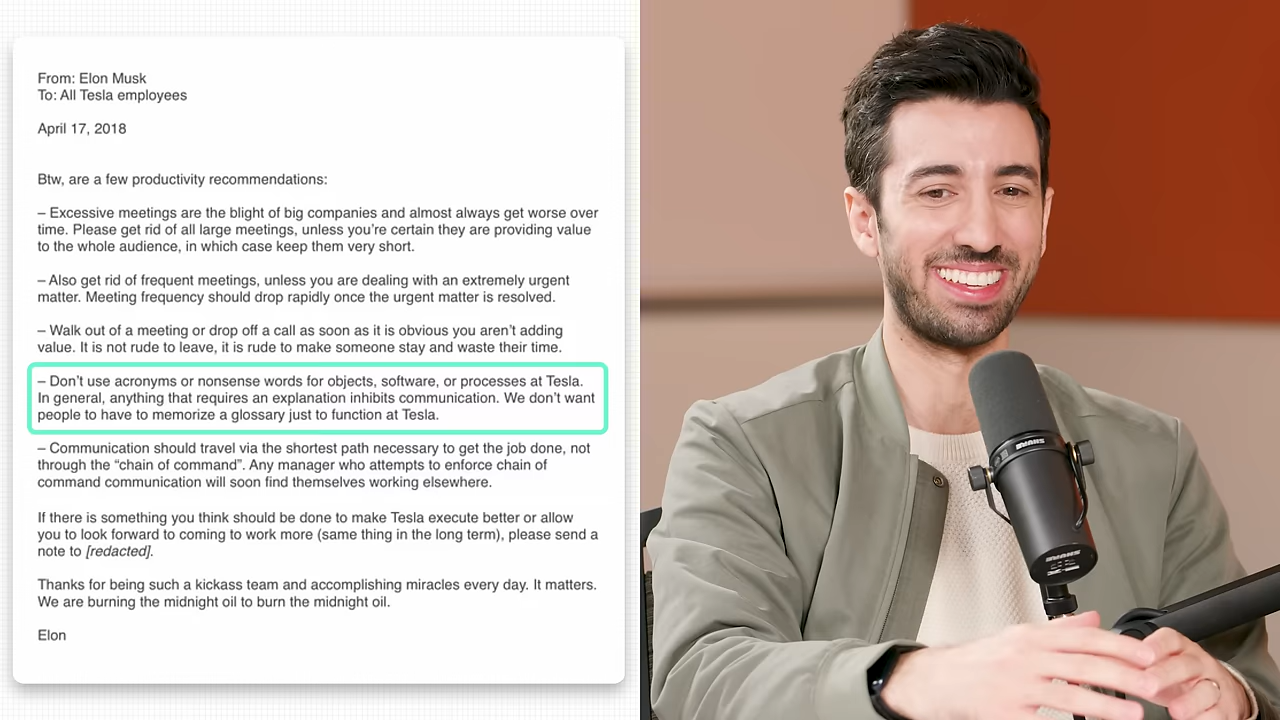 From: Elon Musk
To: All Tesla employees
April 17, 2018
Btw, are a few productivity recommendations:
– Excessive meetings are the blight of big companies and almost always get worse over
time. Please get rid of all large meetings, unless you're certain they are providing value
to the whole audience, in which case keep them very short.
– Also get rid of frequent meetings, unless you are dealing with an extremely urgent
matter. Meeting frequency should drop rapidly once the urgent matter is resolved.
– Walk out of a meeting or drop off a call as soon as it is obvious you aren't adding
value. It is not rude to leave, it is rude to make someone stay and waste their time.
– Don't use acronyms or nonsense words for objects, software, or processes at Tesla.
In general, anything that requires an explanation inhibits communication. We don't want
people to have to memorize a glossary just to function at Tesla.
– Communication should travel via the shortest path necessary to get the job done, not
through the “chain of command”. Any manager who attempts to enforce chain of
command communication will soon find themselves working elsewhere.
If there is something you think should be done to make Tesla execute better or allow
you to look forward to coming to work more (same thing in the long term), please send a
note to [redacted].
Thanks for being such a kickass team and accomplishing miracles every day. It matters.
We are burning the midnight oil to burn the midnight oil.
Elon
SHURE
SHURE